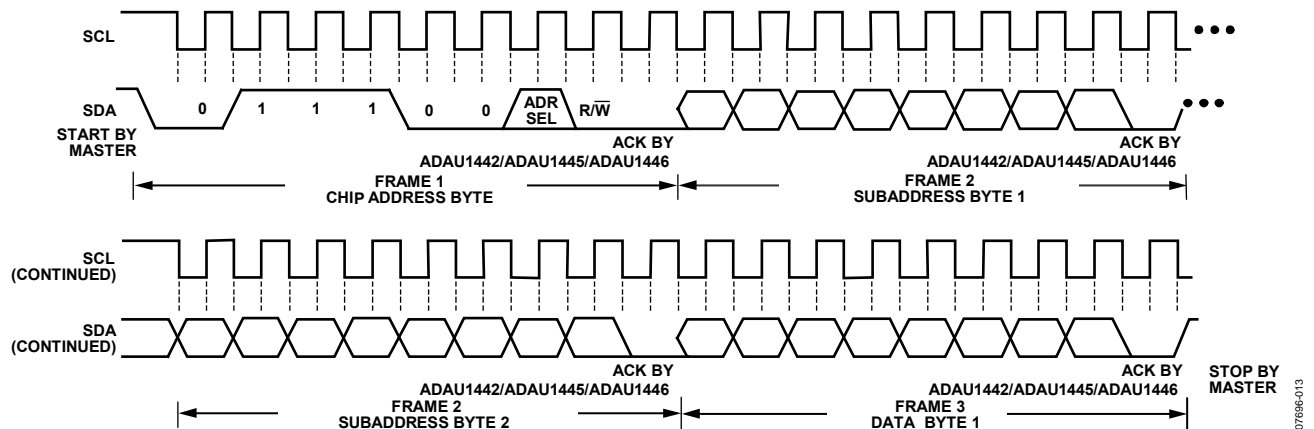 SCL
SDA
0 1 1 1 0 0 ADR SEL R/W̅
START BY MASTER
ACK BY ADAU1442/ADAU1445/ADAU1446
ACK BY ADAU1442/ADAU1445/ADAU1446
FRAME 1
CHIP ADDRESS BYTE
FRAME 2
SUBADDRESS BYTE 1
SCL
(CONTINUED)
SDA
(CONTINUED)
ACK BY ADAU1442/ADAU1445/ADAU1446
ACK BY ADAU1442/ADAU1445/ADAU1446
STOP BY MASTER
FRAME 2
SUBADDRESS BYTE 2
FRAME 3
DATA BYTE 1
07696-013